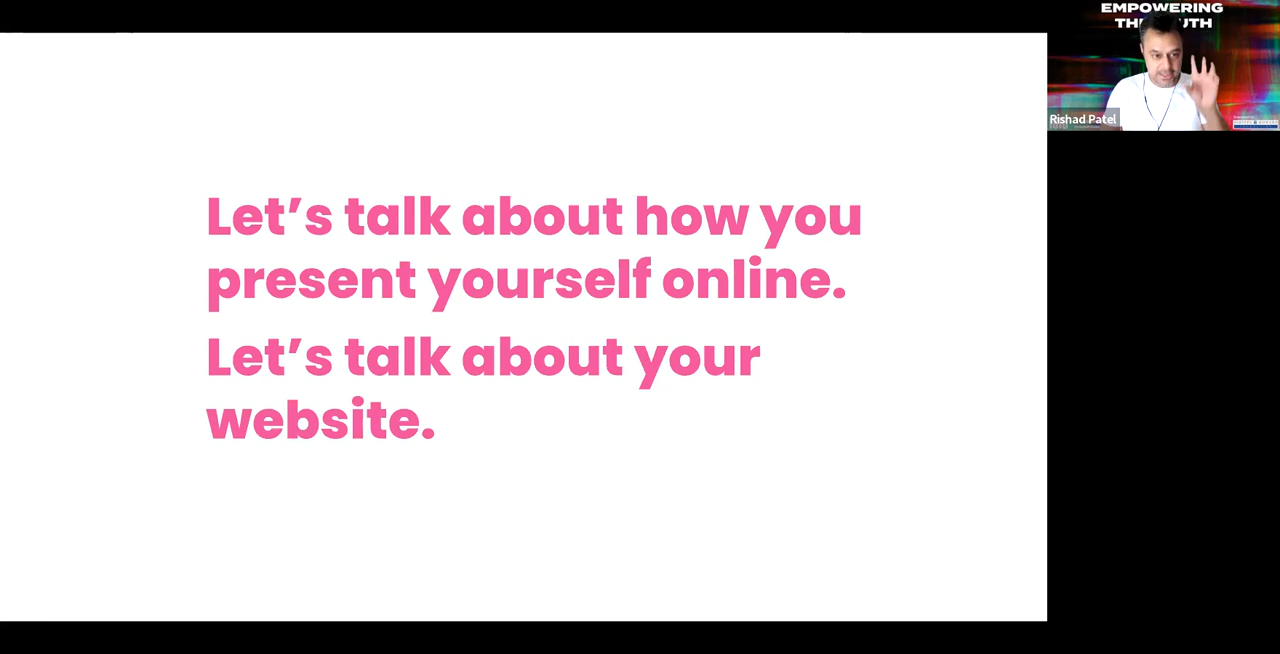 Let’s talk about how you
present yourself online.
Let’s talk about your
website.
EMPOWERING
Rishad Patel